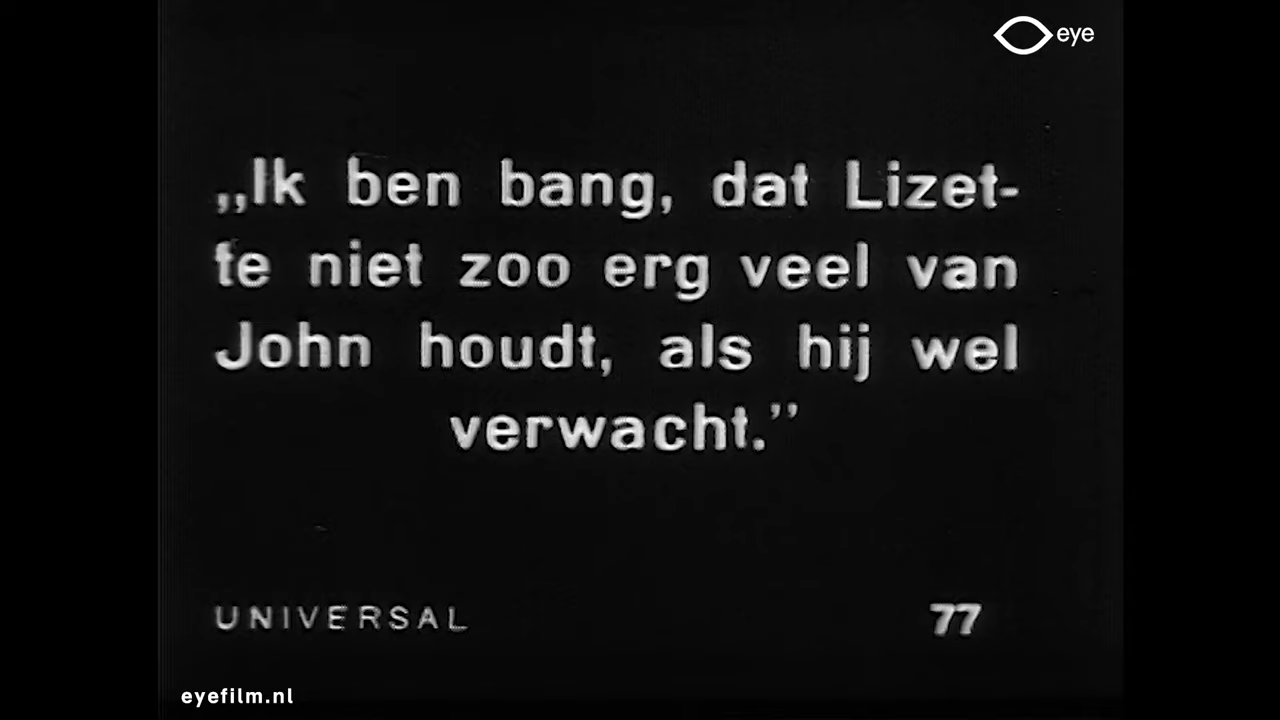 eye
„Ik ben bang, dat Lizet-
te niet zoo erg veel van
John houdt, als hij wel
verwacht.”
UNIVERSAL 77
eyefilm.nl